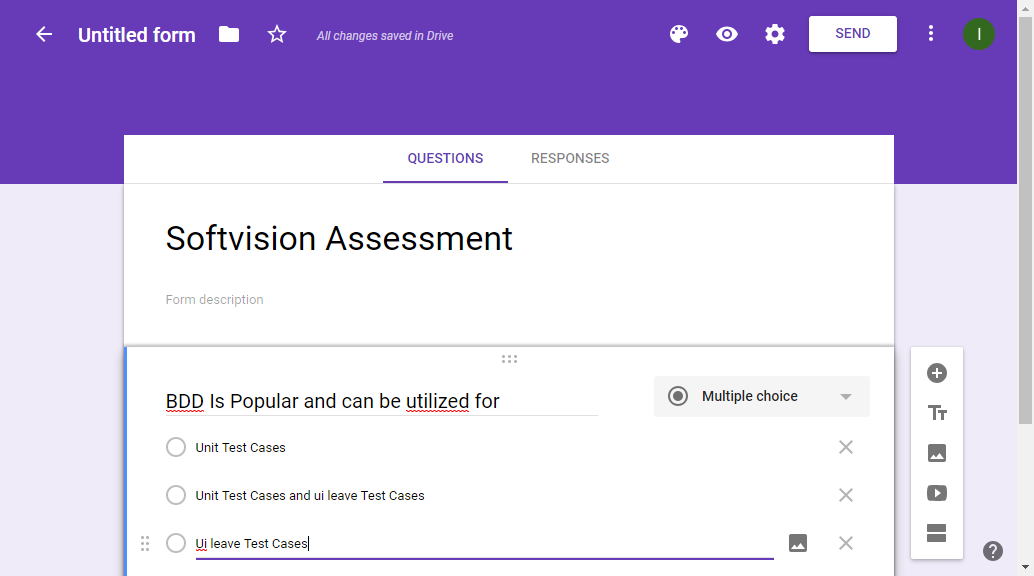 Untitled form
All changes saved in Drive
SEND
I
QUESTIONS
RESPONSES
Softvision Assessment
Form description
BDD Is Popular and can be utilized for
Multiple choice
Unit Test Cases
Unit Test Cases and ui leave Test Cases
Ui leave Test Cases
Tт
?